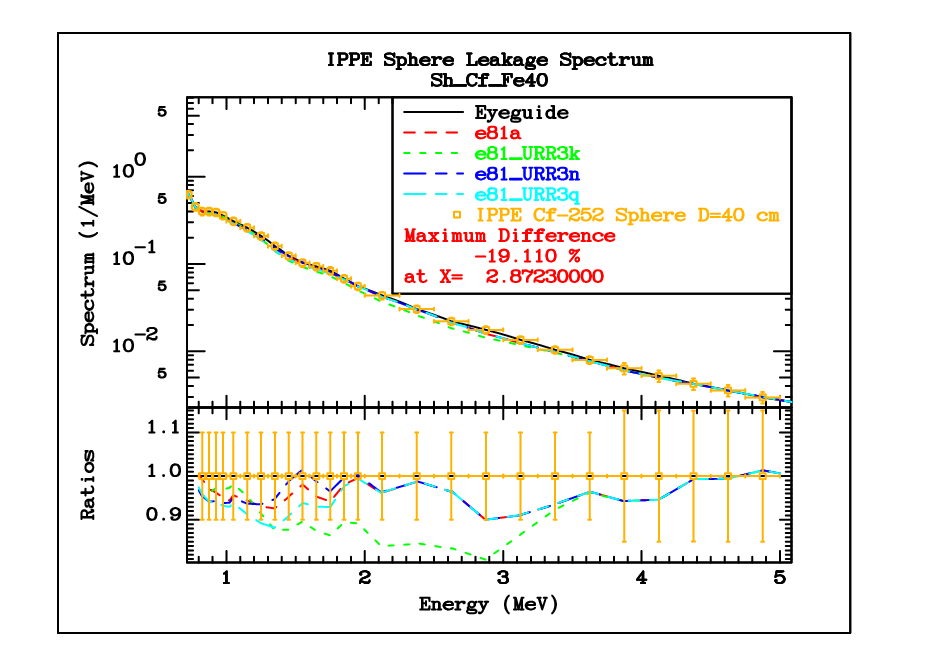 IPPE Sphere Leakage Spectrum
Sh_Cf_Fe40
Eyeguide
e81a
e81_URR3k
e81_URR3n
e81_URR3q
IPPE Cf-252 Sphere D=40 cm
Maximum Difference
-19.110 %
at X= 2.87230000
Spectrum (1/MeV)
5
10^0
5
10^-1
5
10^-2
5
Ratios
1.1
1.0
0.9
1 2 3 4 5
Energy (MeV)